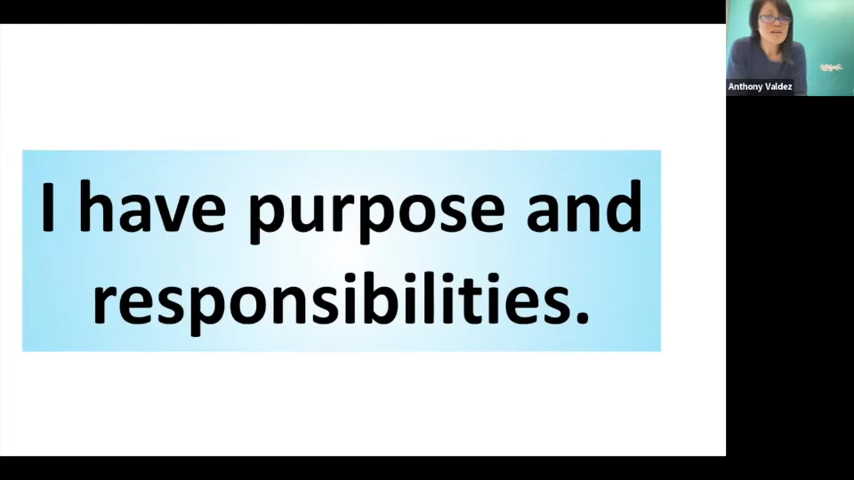 I have purpose and
responsibilities.
Anthony Valdez